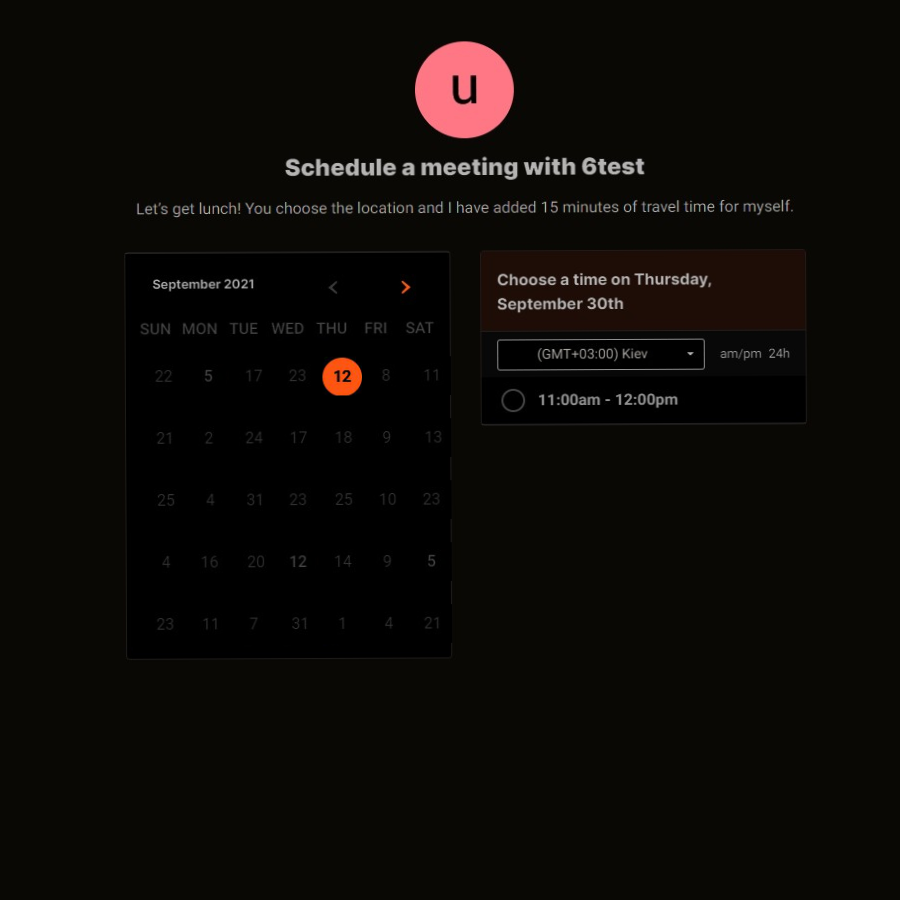 u
Schedule a meeting with 6test
Let's get lunch! You choose the location and I have added 15 minutes of travel time for myself.
September 2021
SUN MON TUE WED THU FRI SAT
22 5 17 23 12 8 11
21 2 24 17 18 9 13
25 4 31 23 25 10 23
4 16 20 12 14 9 5
23 11 7 31 1 4 21
Choose a time on Thursday,
September 30th
(GMT+03:00) Kiev am/pm 24h
11:00am - 12:00pm